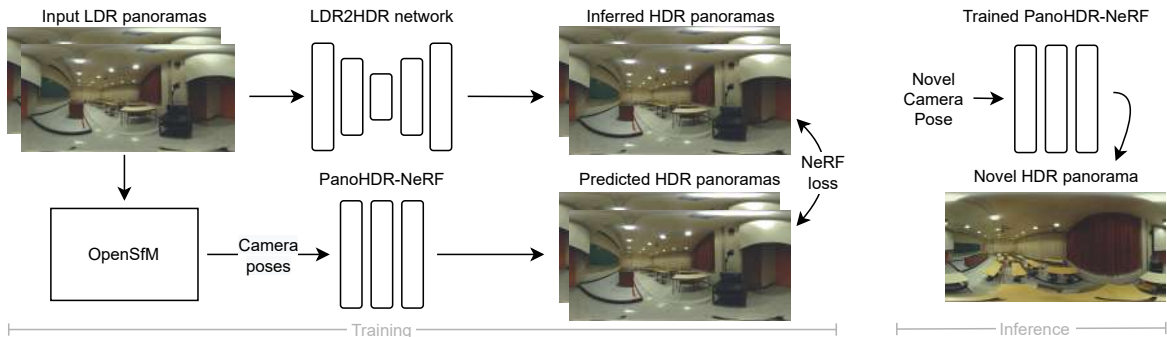 Input LDR panoramas
LDR2HDR network
Inferred HDR panoramas
Trained PanoHDR-NeRF
Novel
Camera
Pose
NeRF
loss
PanoHDR-NeRF
Predicted HDR panoramas
Novel HDR panorama
OpenSfM
Camera
poses
Training
Inference